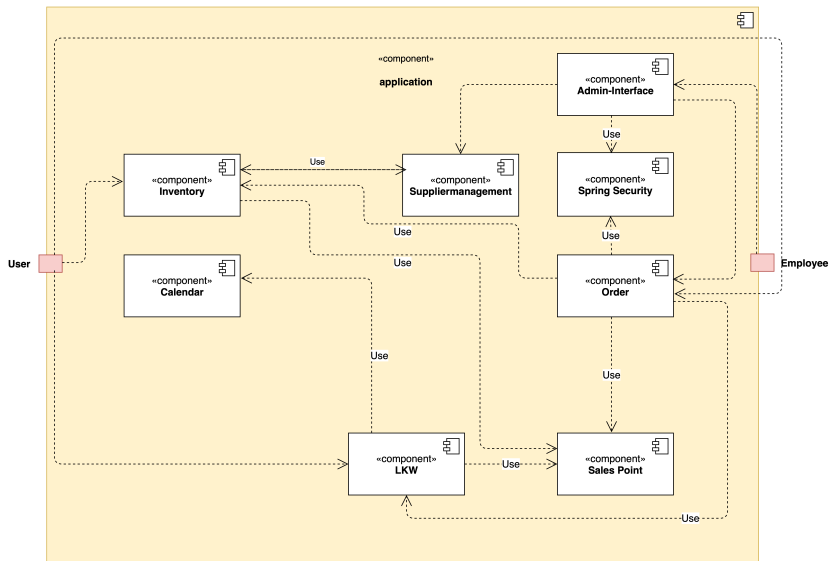 «component»
application
«component»
Admin-Interface
Use
«component»
Inventory
Use
«component»
Suppliermanagement
«component»
Spring Security
Use
Use
Use
User
Employee
«component»
Calendar
«component»
Order
Use
Use
«component»
LKW
Use
«component»
Sales Point
Use